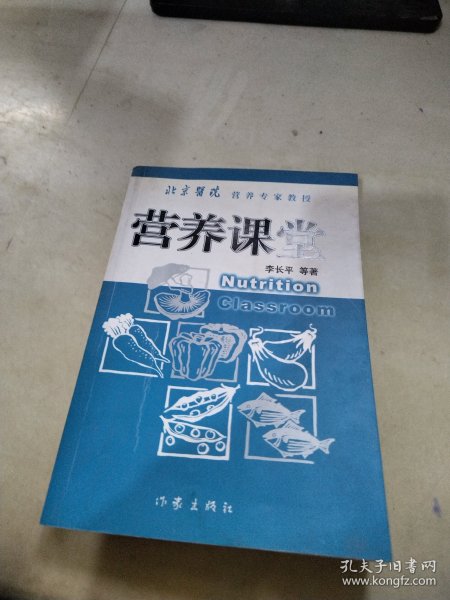 北京医院 营养专家教授
营养课堂
李长平 等著
Nutrition
Classroom
作家出版社
孔夫子旧书网
www.kongfz.com